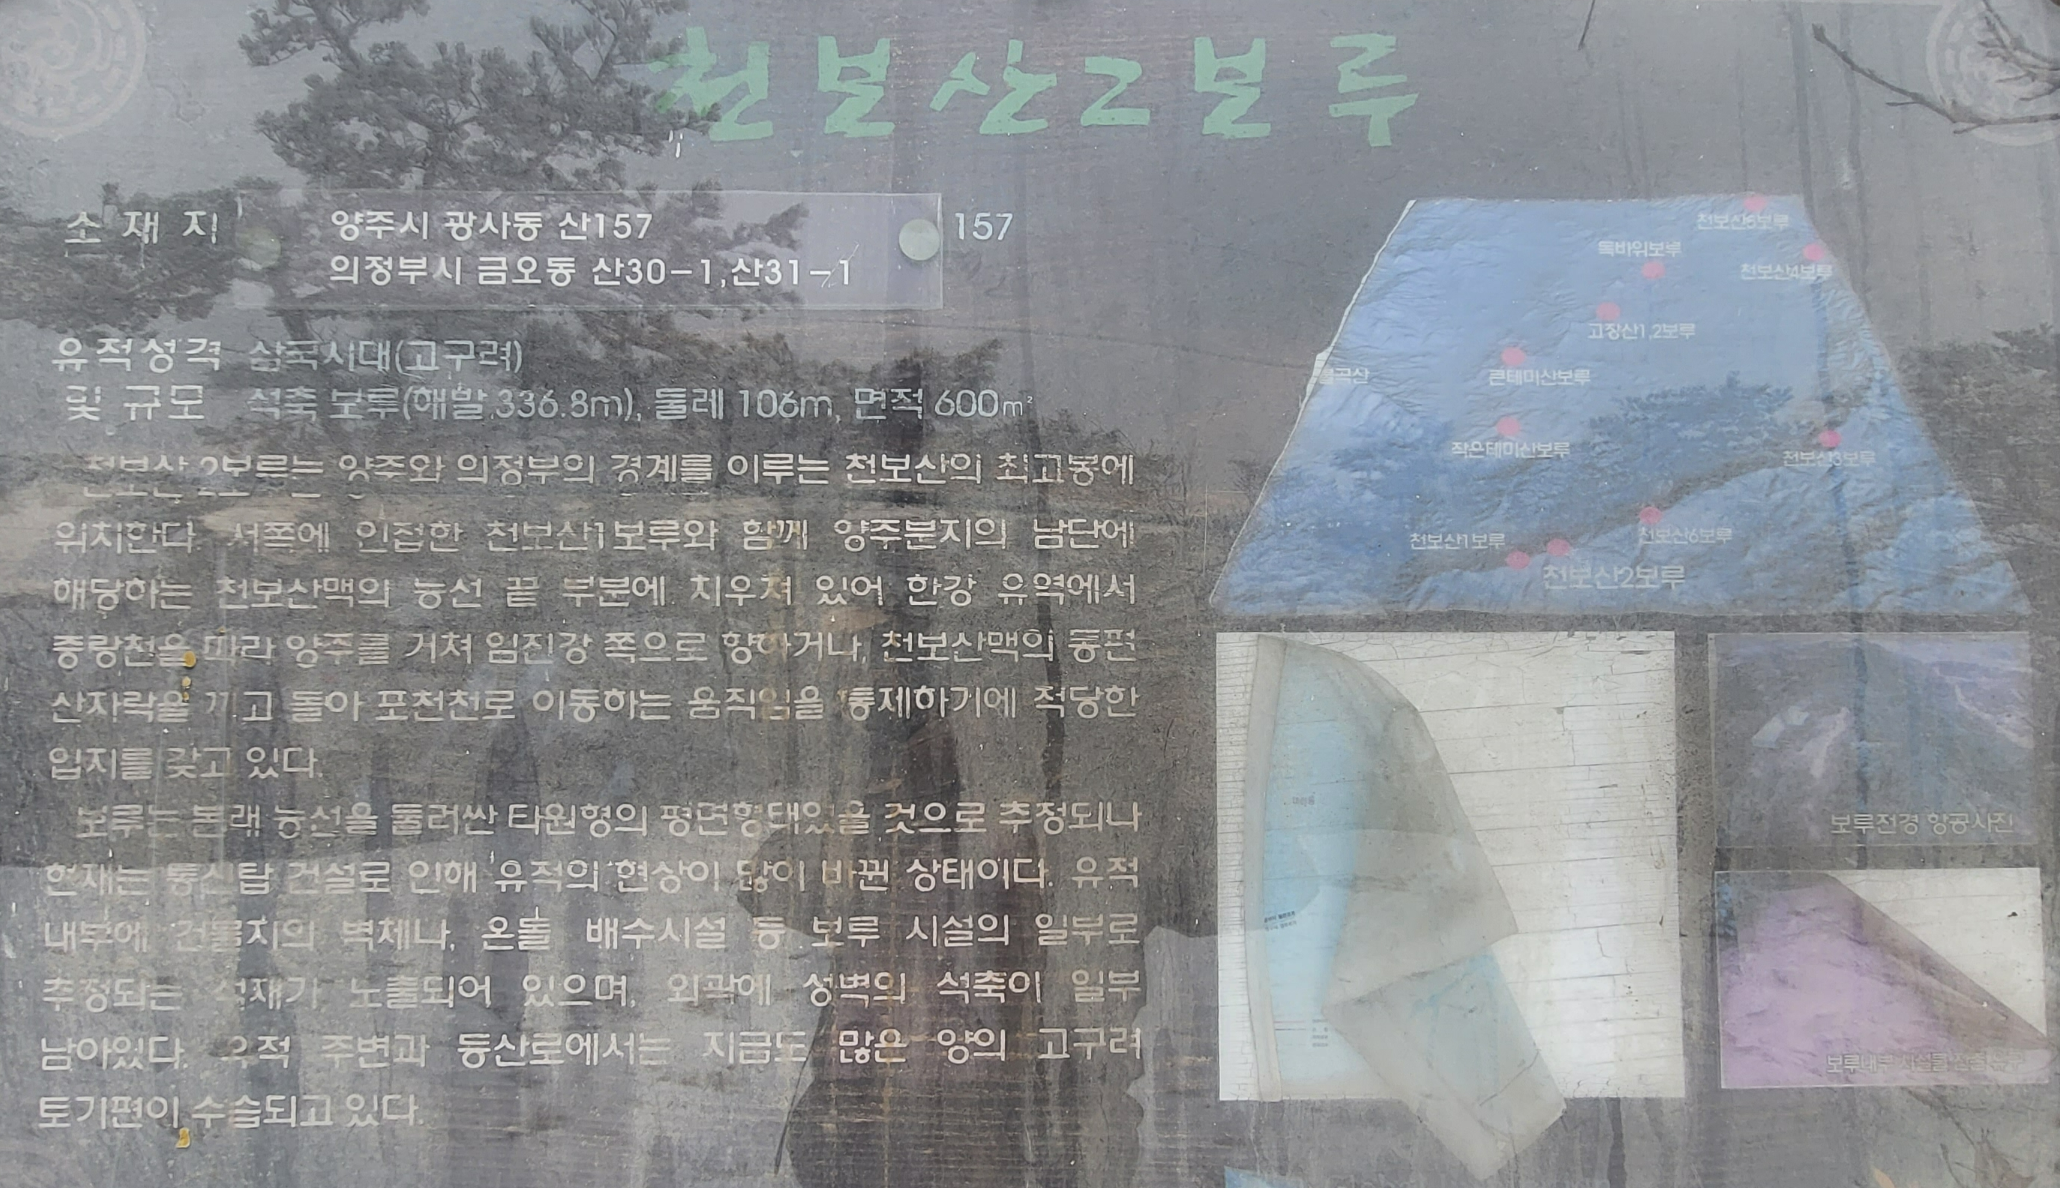 천보산2보루
소재지
양주시 광사동 산157
157
의정부시 금오동 산30-1,산31-1
유적성격 삼국시대(고구려)
및 규모 석축 보루(해발 336.8m), 둘레 106m, 면적 600㎡
천보산 2보루는 양주와 의정부의 경계를 이루는 천보산의 최고봉에
위치한다. 서쪽에 인접한 천보산1보루와 함께 양주분지의 남단에
해당하는 천보산맥의 능선 끝 부분에 치우쳐 있어 한강 유역에서
중랑천을 따라 양주를 거쳐 임진강 쪽으로 향하거나, 천보산맥의 동편
산자락을 끼고 돌아 포천천로 이동하는 움직임을 통제하기에 적당한
입지를 갖고 있다.
보루는 본래 능선을 둘러싼 타원형의 평면형태였을 것으로 추정되나
현재는 통신탑 건설로 인해 유적의 현상이 많이 바뀐 상태이다. 유적
내부에 건물지의 벽체나, 온돌 배수시설 등 보루 시설의 일부로
추정되는 석재가 노출되어 있으며, 외곽에 성벽의 석축이 일부
남아있다. 유적 주변과 등산로에서는 지금도 많은 양의 고구려
토기편이 수습되고 있다.
천보산5보루
독바위보루
천보산4보루
고장산1,2보루
불곡산
큰테미산보루
작은테미산보루
천보산3보루
천보산1보루
천보산6보루
천보산2보루
보루전경 항공사진
보루내부 시설물